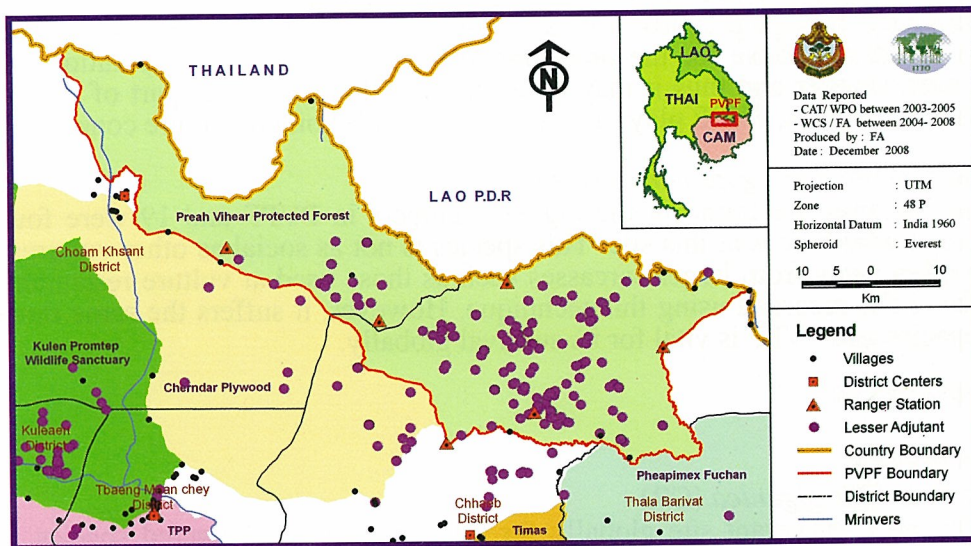 THAILAND
LAO P.D.R
N
Preah Vihear Protected Forest
Choam Khsant
District
Kulen Promtep
Wildlife Sanctuary
Cherndar Plywood
Kuleaen
District
Tbaeng Mean chey
District
TPP
Chhaeb
District
Timas
Pheapimex Fuchan
Thala Barivat
District
LAO
THAI
PVPF
CAM
ITTO
Data Reported
- CAT/ WPO between 2003-2005
- WCS / FA between 2004- 2008
Produced by : FA
Date : December 2008
Projection : UTM
Zone : 48 P
Horizontal Datum : India 1960
Spheroid : Everest
10 5 0 10
Km
Legend
Villages
District Centers
Ranger Station
Lesser Adjutant
Country Boundary
PVPF Boundary
District Boundary
Mrinvers